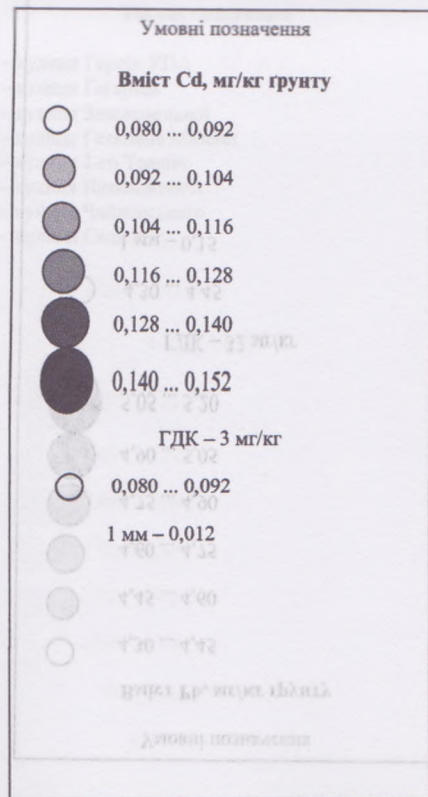 Умовні позначення
Вміст Cd, мг/кг ґрунту
0,080 ... 0,092
0,092 ... 0,104
0,104 ... 0,116
0,116 ... 0,128
0,128 ... 0,140
0,140 ... 0,152
ГДК – 3 мг/кг
0,080 ... 0,092
1 мм – 0,012